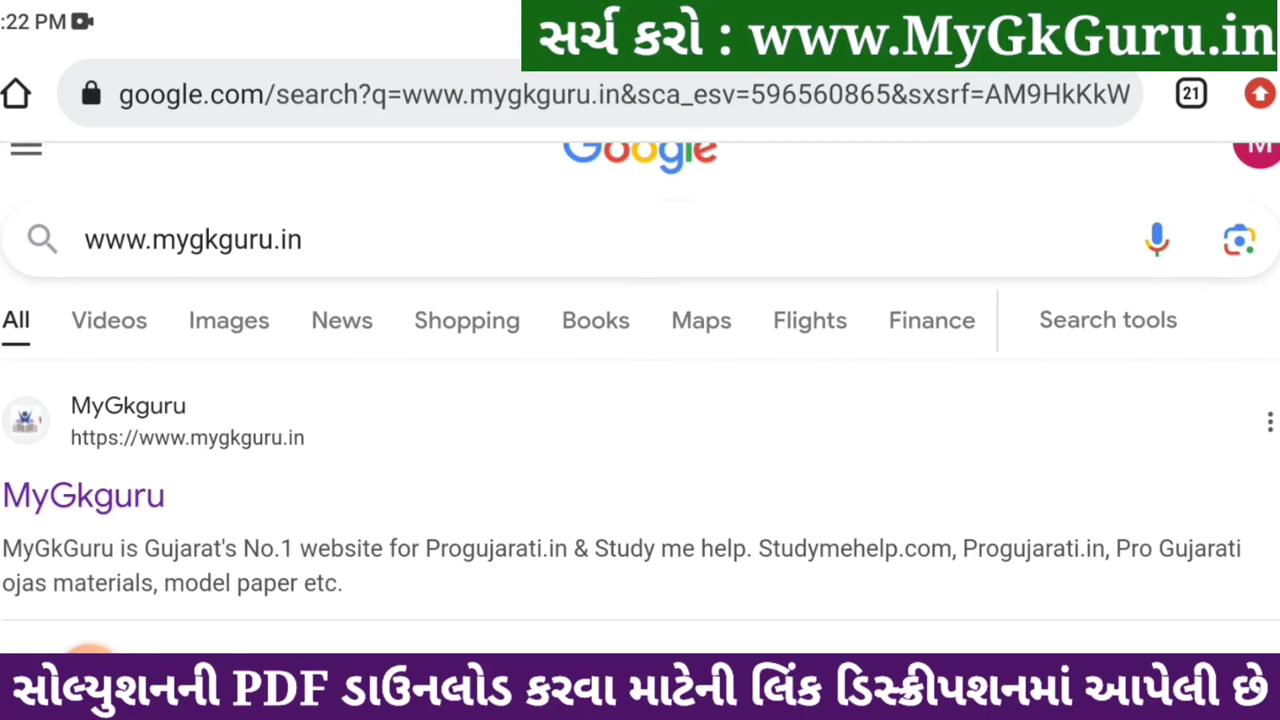 :22 PM
સર્ચ કરો : www.MyGkGuru.in
google.com/search?q=www.mygkguru.in&sca_esv=596560865&sxsrf=AM9HkKkW
21
Google
M
www.mygkguru.in
All Videos Images News Shopping Books Maps Flights Finance Search tools
MyGkguru
https://www.mygkguru.in
MyGkguru
MyGkGuru is Gujarat's No.1 website for Progujarati.in & Study me help. Studymehelp.com, Progujarati.in, Pro Gujarati
ojas materials, model paper etc.
સોલ્યુશનની PDF ડાઉનલોડ કરવા માટેની લિંક ડિસ્ક્રીપશનમાં આપેલી છે